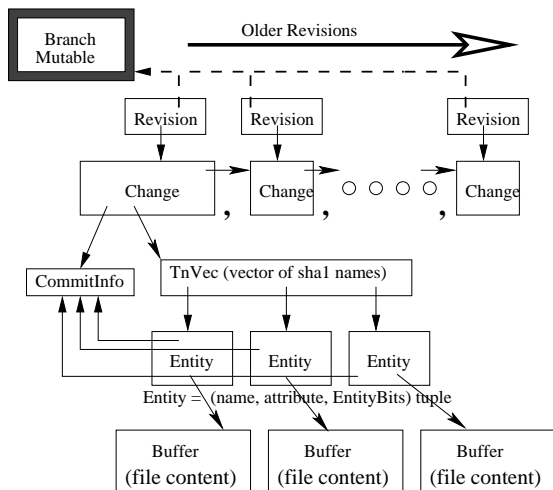 Branch
Mutable
Older Revisions
Revision Revision Revision
Change , Change , , Change
CommitInfo
TnVec (vector of sha1 names)
Entity Entity Entity
Entity = (name, attribute, EntityBits) tuple
Buffer Buffer Buffer
(file content) (file content) (file content)